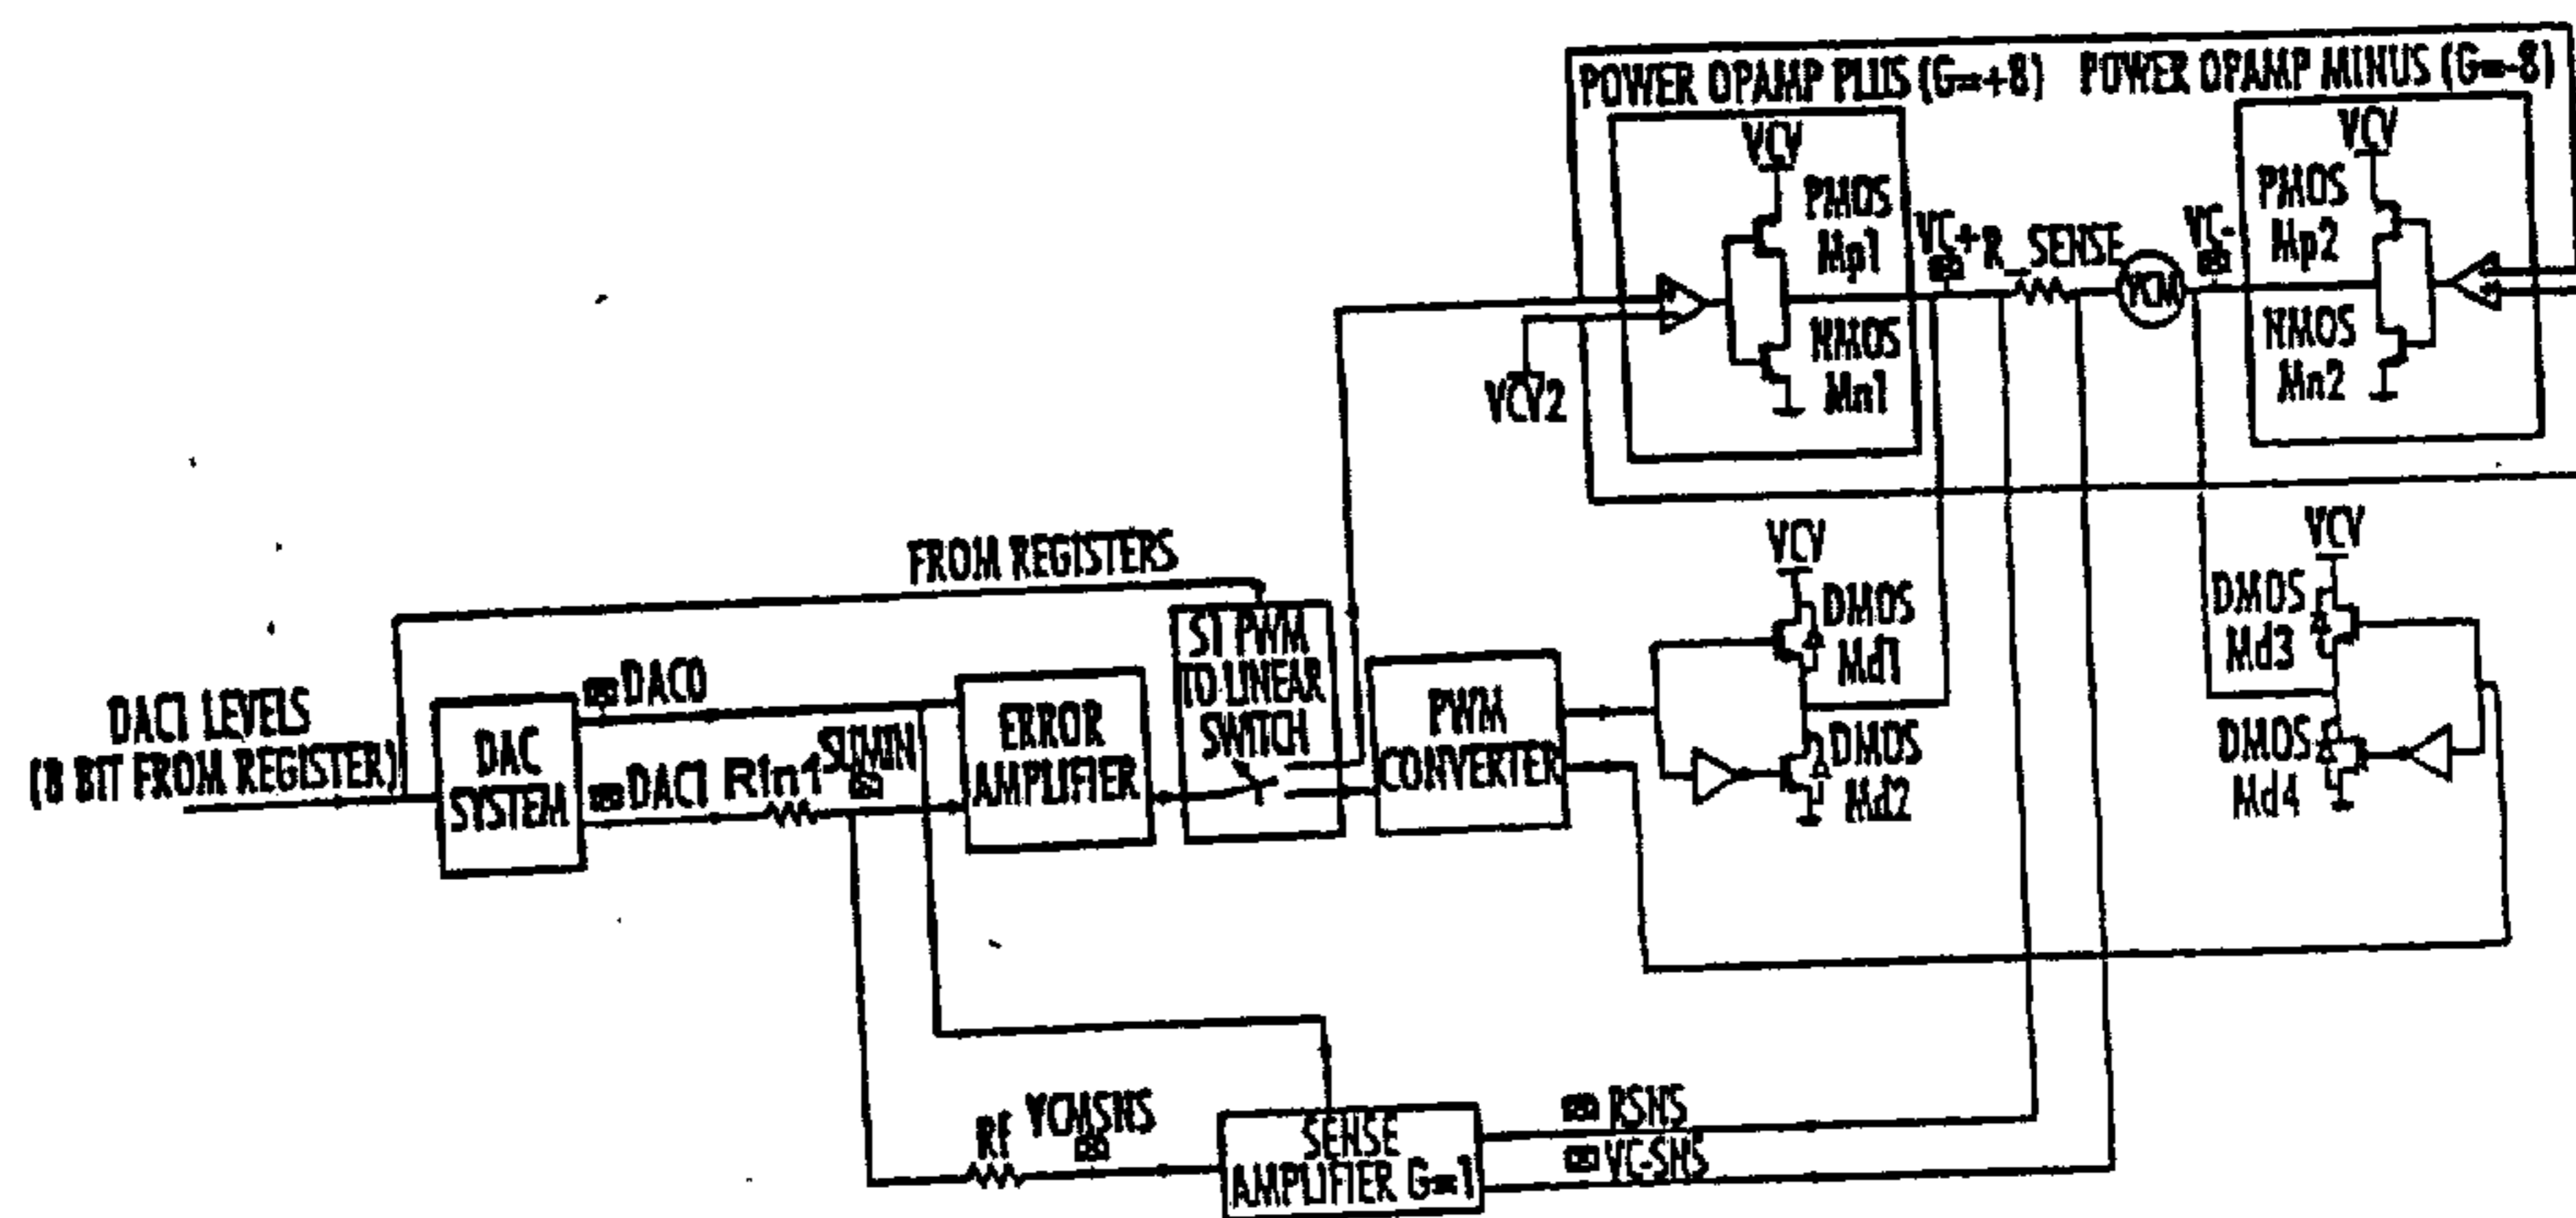 POWER OPAMP PLUS (G=+8) POWER OPAMP MINUS (G=-8)
VCV
PMOS
Mp1
NMOS
Mn1
VC+
R_SENSE
VCM
VC-
VCV
PMOS
Mp2
NMOS
Mn2
VCV2
FROM REGISTERS
DAC1 LEVELS
(8 BIT FROM REGISTER)
DAC
SYSTEM
DAC0
DAC1
Rin1
SUMIN
ERROR
AMPLIFIER
ST PWM
TO LINEAR
SWITCH
PWM
CONVERTER
VCV
DMOS
Md1
DMOS
Md2
VCV
DMOS
Md3
DMOS
Md4
RF
VCMSNS
SENSE
AMPLIFIER G=1
RSNS
VC-SNS